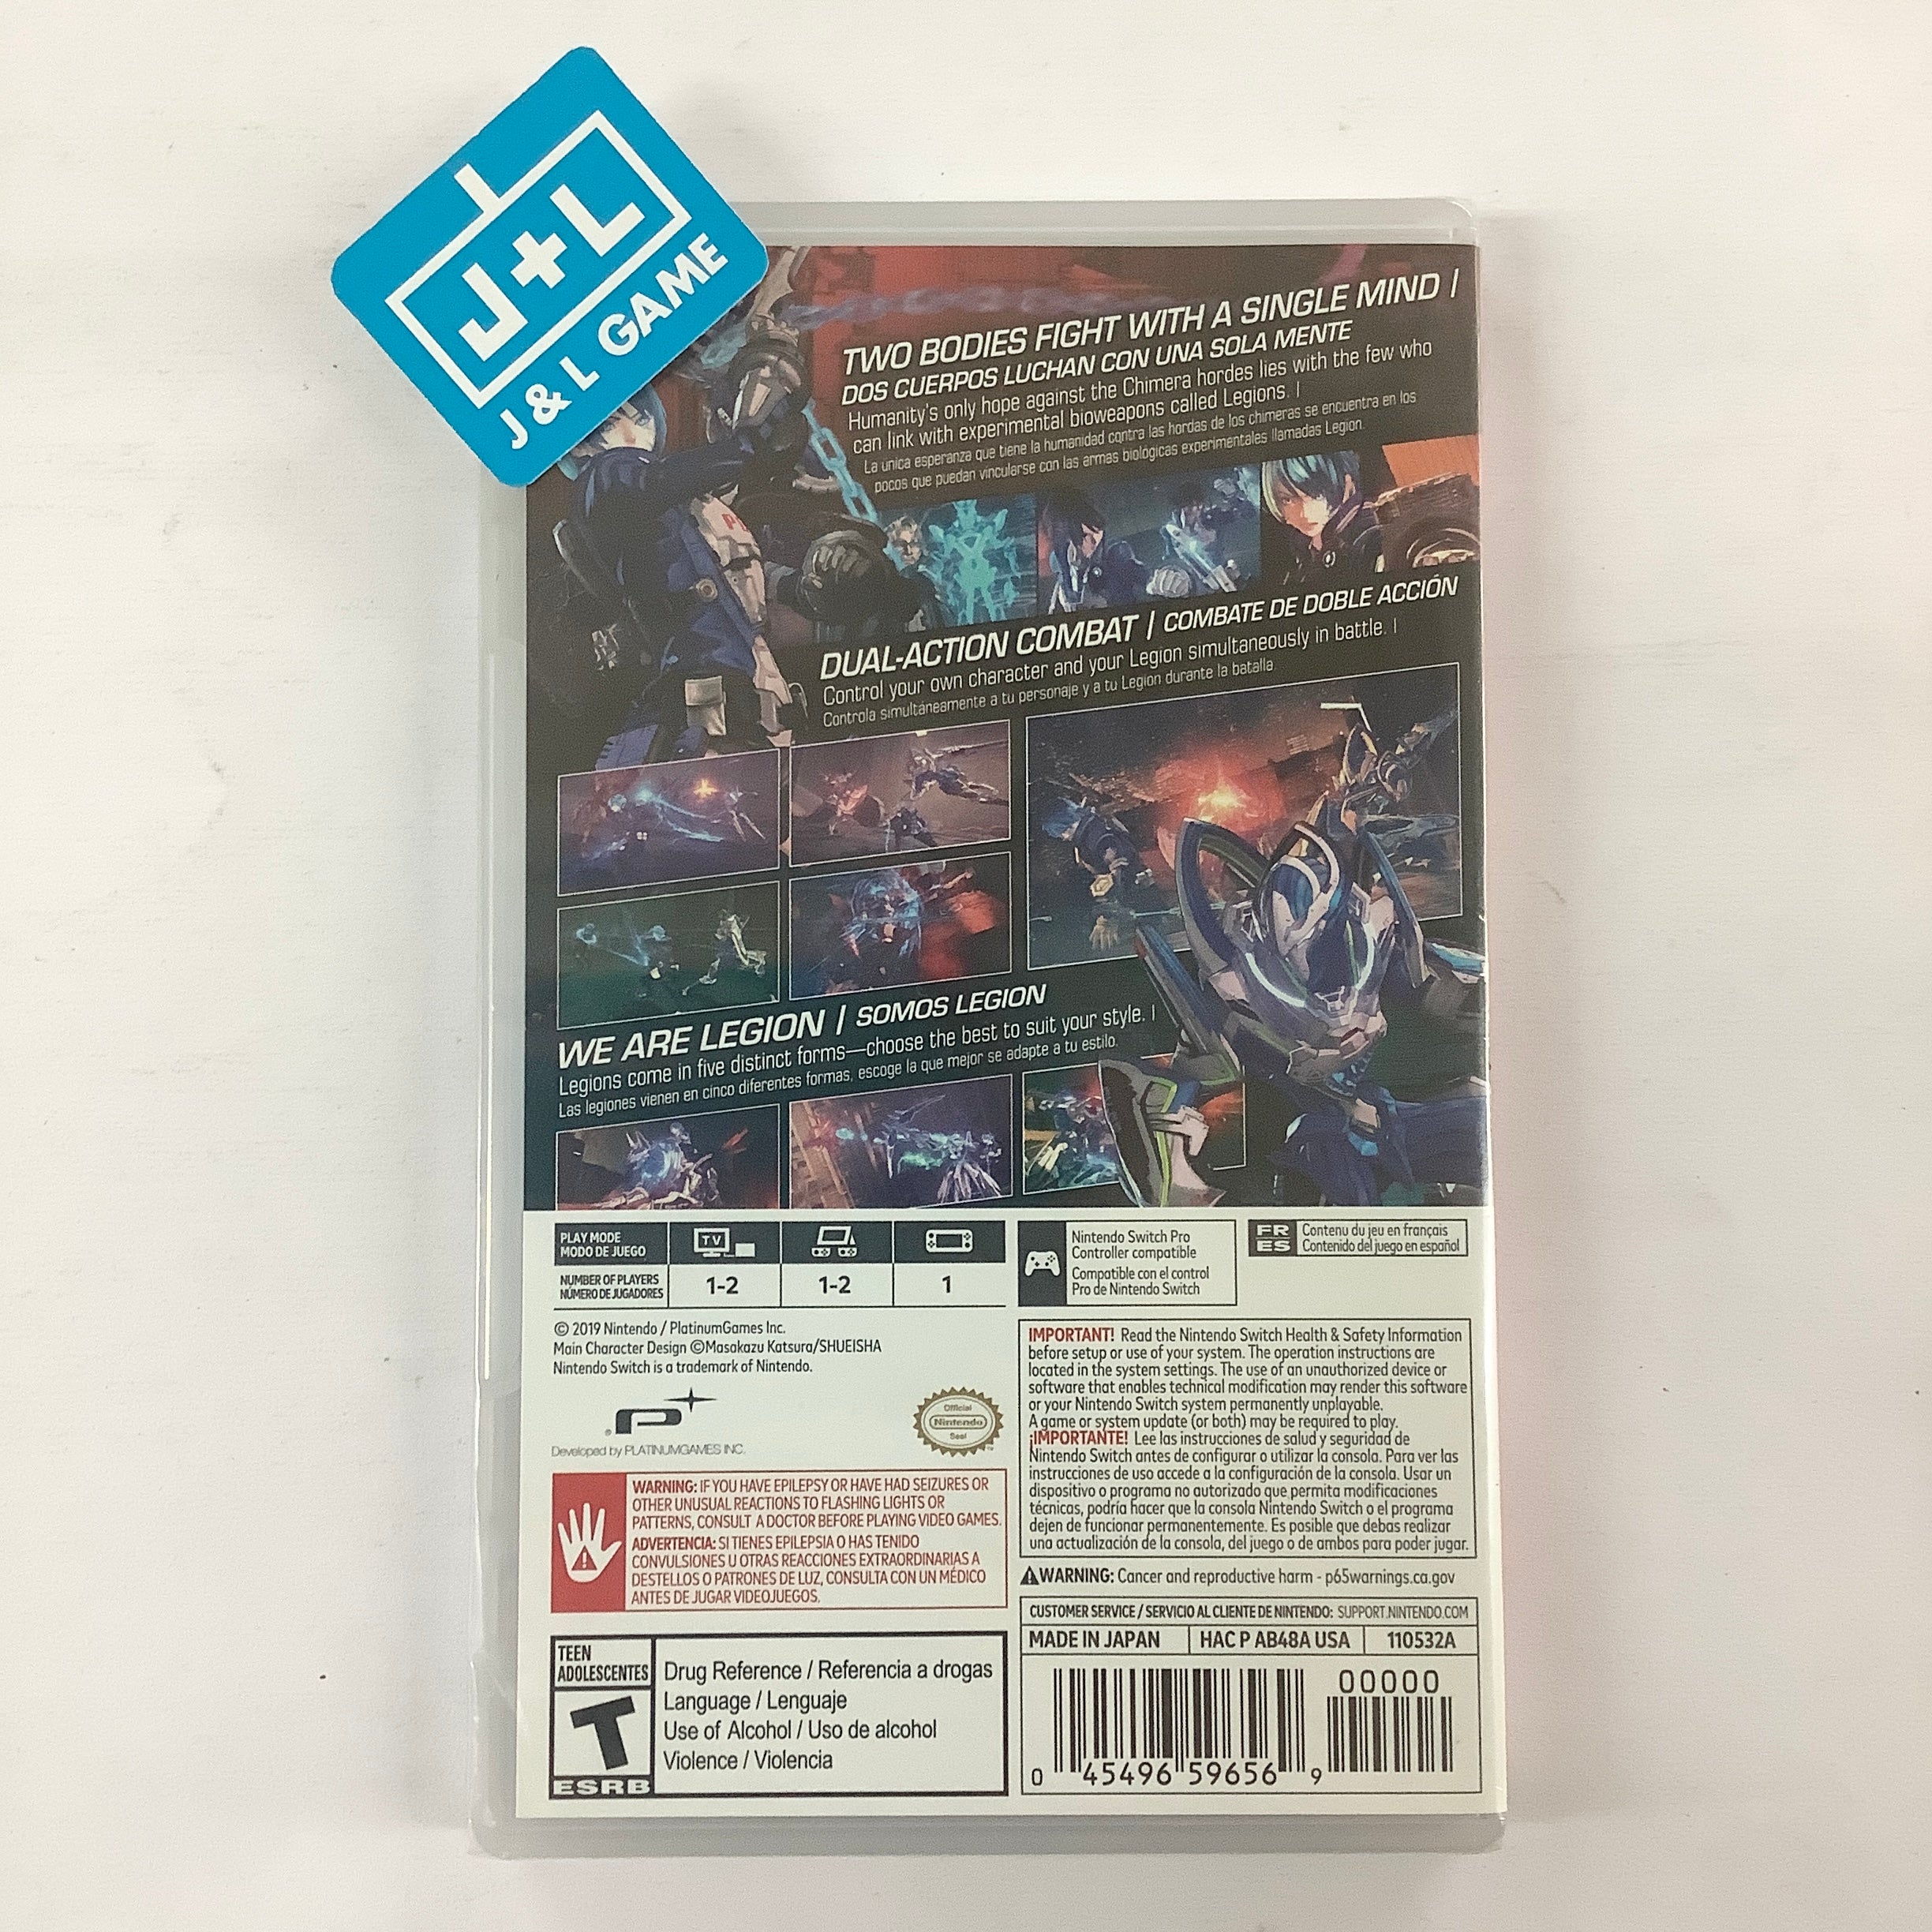 J+L
J&L GAME
TWO BODIES FIGHT WITH A SINGLE MIND |
DOS CUERPOS LUCHAN CON UNA SOLA MENTE
Humanity's only hope against the Chimera hordes lies with the few who
can link with experimental bioweapons called Legions. |
La unica esperanza que tiene la humanidad contra las hordas de los chimeras se encuentra en los
pocos que puedan vincularse con las armas biológicas experimentales llamadas Legion.
DUAL-ACTION COMBAT | COMBATE DE DOBLE ACCIÓN
Control your own character and your Legion simultaneously in battle. |
Controla simultáneamente a tu personaje y a tu Legion durante la batalla
WE ARE LEGION | SOMOS LEGION
Legions come in five distinct forms—choose the best to suit your style. |
Las legiones vienen en cinco diferentes formas, escoge la que mejor se adapte a tu estilo.
PLAY MODE
MODO DE JUEGO
TV
NUMBER OF PLAYERS
NÚMERO DE JUGADORES
1-2
1-2
1
Nintendo Switch Pro
Controller compatible
Compatible con el control
Pro de Nintendo Switch
FR
ES
Contenu du jeu en français
Contenido del juego en español
© 2019 Nintendo / PlatinumGames Inc.
Main Character Design ©Masakazu Katsura/SHUEISHA
Nintendo Switch is a trademark of Nintendo.
Developed by PLATINUMGAMES INC.
Official
Nintendo
Seal
IMPORTANT! Read the Nintendo Switch Health & Safety Information
before setup or use of your system. The operation instructions are
located in the system settings. The use of an unauthorized device or
software that enables technical modification may render this software
or your Nintendo Switch system permanently unplayable.
A game or system update (or both) may be required to play.
¡IMPORTANTE! Lee las instrucciones de salud y seguridad de
Nintendo Switch antes de configurar o utilizar la consola. Para ver las
instrucciones de uso accede a la configuración de la consola. Usar un
dispositivo o programa no autorizado que permita modificaciones
técnicas, podría hacer que la consola Nintendo Switch o el programa
dejen de funcionar permanentemente. Es posible que debas realizar
una actualización de la consola, del juego o de ambos para poder jugar.
WARNING: IF YOU HAVE EPILEPSY OR HAVE HAD SEIZURES OR
OTHER UNUSUAL REACTIONS TO FLASHING LIGHTS OR
PATTERNS, CONSULT A DOCTOR BEFORE PLAYING VIDEO GAMES.
ADVERTENCIA: SI TIENES EPILEPSIA O HAS TENIDO
CONVULSIONES U OTRAS REACCIONES EXTRAORDINARIAS A
DESTELLOS O PATRONES DE LUZ, CONSULTA CON UN MÉDICO
ANTES DE JUGAR VIDEOJUEGOS.
WARNING: Cancer and reproductive harm - p65warnings.ca.gov
CUSTOMER SERVICE / SERVICIO AL CLIENTE DE NINTENDO: SUPPORT.NINTENDO.COM
MADE IN JAPAN
HAC P AB48A USA
110532A
TEEN
ADOLESCENTES
T
ESRB
Drug Reference / Referencia a drogas
Language / Lenguaje
Use of Alcohol / Uso de alcohol
Violence / Violencia
00000
0 45496 59656 9